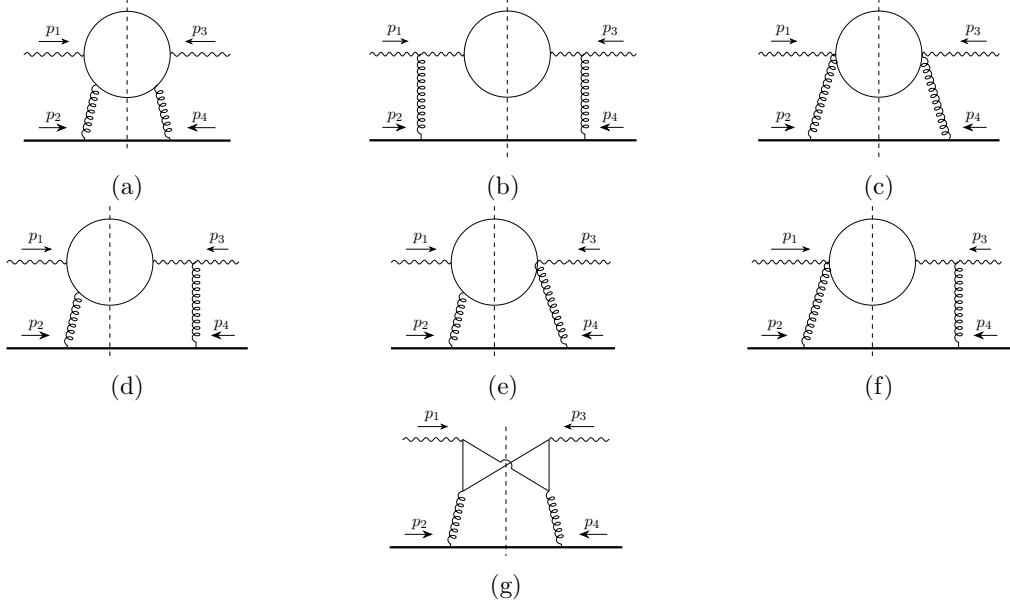 p1 p3 p1 p3 p1 p3
p2 p4 p2 p4 p2 p4
(a) (b) (c)
p1 p3 p1 p3 p1 p3
p2 p4 p2 p4 p2 p4
(d) (e) (f)
p1 p3
p2 p4
(g)